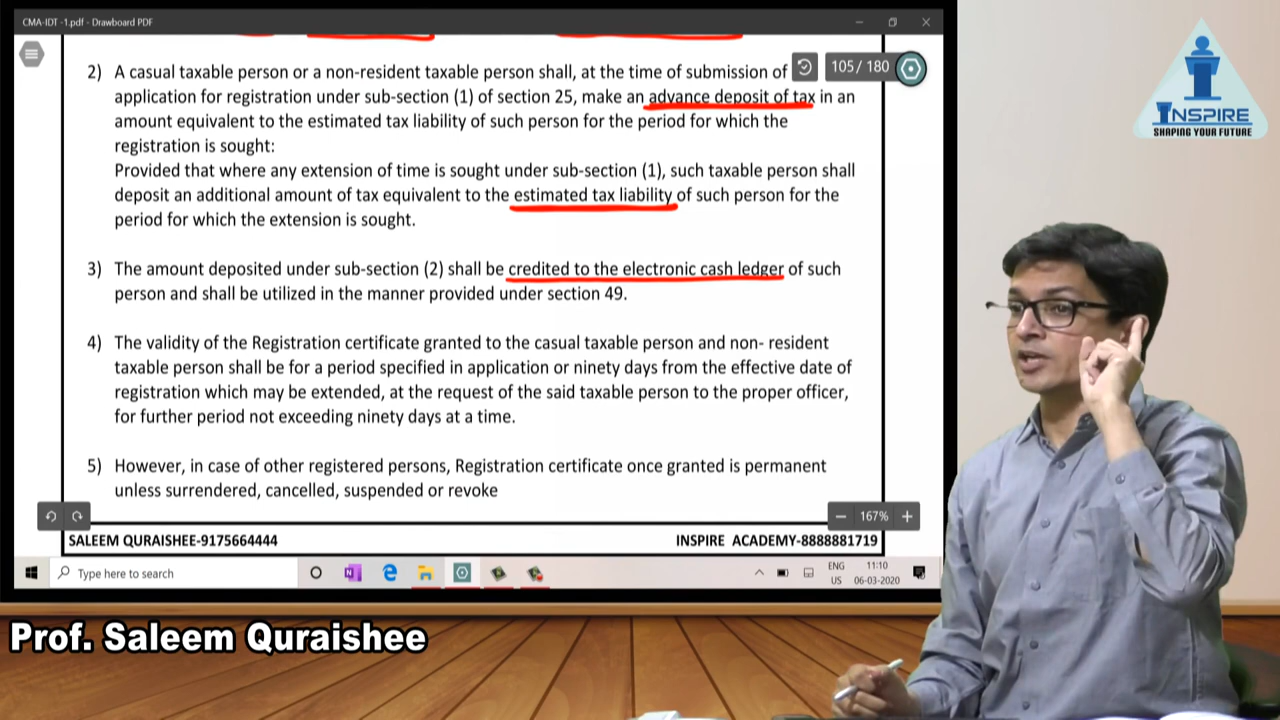 CMA-IDT -1.pdf - Drawboard PDF
2) A casual taxable person or a non-resident taxable person shall, at the time of submission of
application for registration under sub-section (1) of section 25, make an advance deposit of tax in an
amount equivalent to the estimated tax liability of such person for the period for which the
registration is sought:
Provided that where any extension of time is sought under sub-section (1), such taxable person shall
deposit an additional amount of tax equivalent to the estimated tax liability of such person for the
period for which the extension is sought.
3) The amount deposited under sub-section (2) shall be credited to the electronic cash ledger of such
person and shall be utilized in the manner provided under section 49.
4) The validity of the Registration certificate granted to the casual taxable person and non- resident
taxable person shall be for a period specified in application or ninety days from the effective date of
registration which may be extended, at the request of the said taxable person to the proper officer,
for further period not exceeding ninety days at a time.
5) However, in case of other registered persons, Registration certificate once granted is permanent
unless surrendered, cancelled, suspended or revoke
105 / 180
167%
SALEEM QURAISHEE-9175664444 INSPIRE ACADEMY-8888881719
Type here to search
ENG 11:10
US 06-03-2020
INSPIRE
SHAPING YOUR FUTURE
Prof. Saleem Quraishee